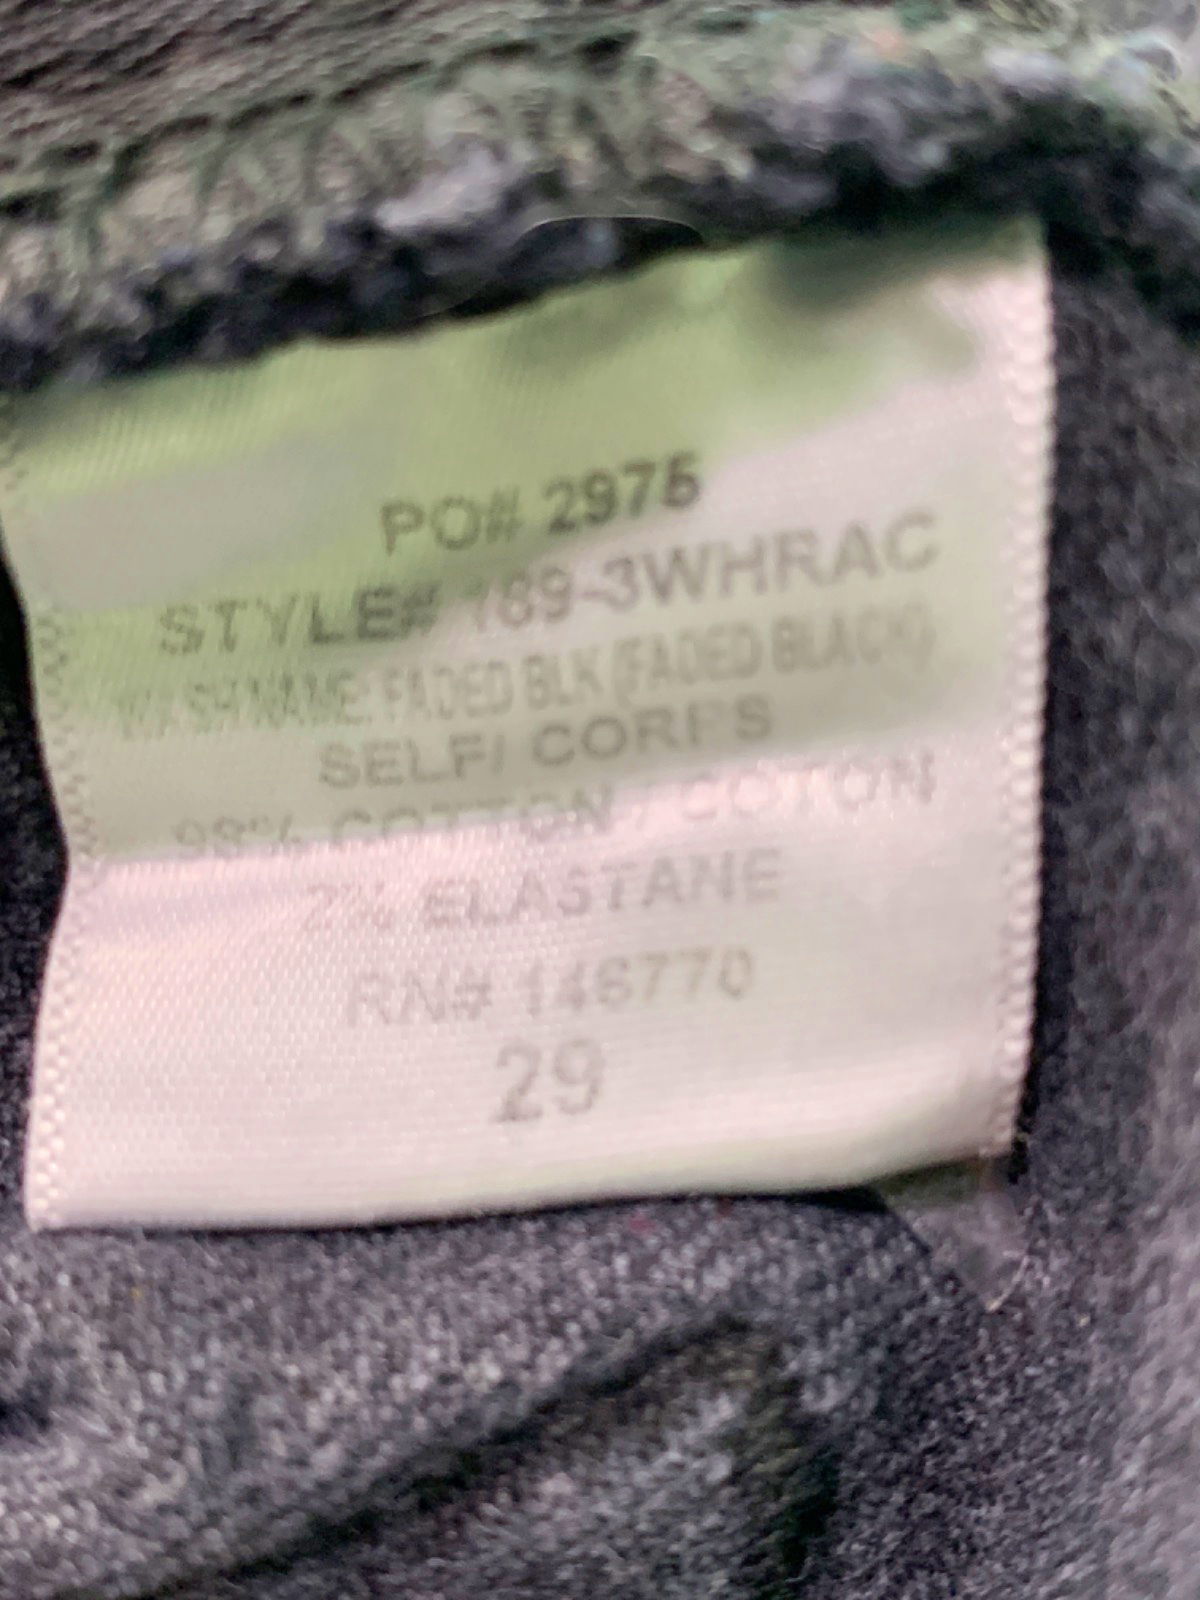 PO# 2975
STYLE# 189-3WHRAC
WASH NAME: FADED BLK (FADED BLACK)
SELF/ CORPS
98% COTTON / COTON
2% ELASTANE
RN# 146770
29